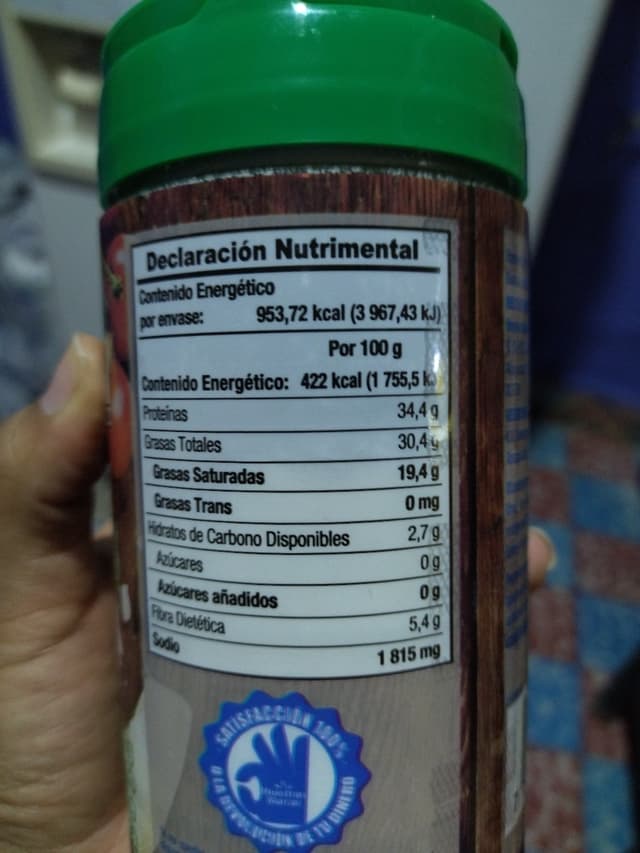 Declaración Nutrimental
Contenido Energético
por envase: 953,72 kcal (3 967,43 kJ)
Por 100 g
Contenido Energético: 422 kcal (1 755,5 kJ
Proteínas 34,4 g
Grasas Totales 30,4 g
Grasas Saturadas 19,4 g
Grasas Trans 0 mg
Hidratos de Carbono Disponibles 2,7 g
Azúcares 0 g
Azúcares añadidos 0 g
Fibra Dietética 5,4 g
Sodio 1 815 mg
SATISFACCIÓN 100%
O LA DEVOLUCIÓN DE TU DINERO